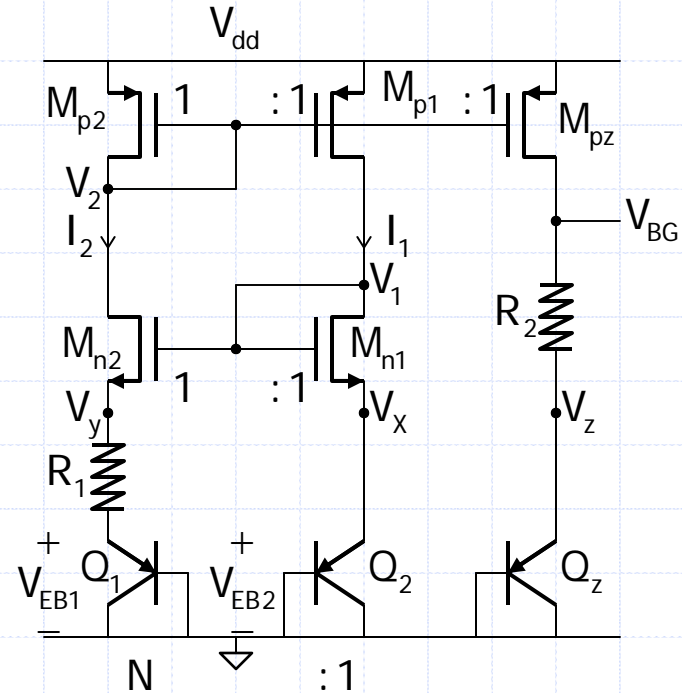 Vdd
Mp2 1 :1 Mp1 :1 Mpz
V2
I2 I1
VBG
V1
R2
Mn2 1 :1 Mn1
Vy VX Vz
R1
+ VEB1 − Q1 + VEB2 − Q2 Qz
N :1